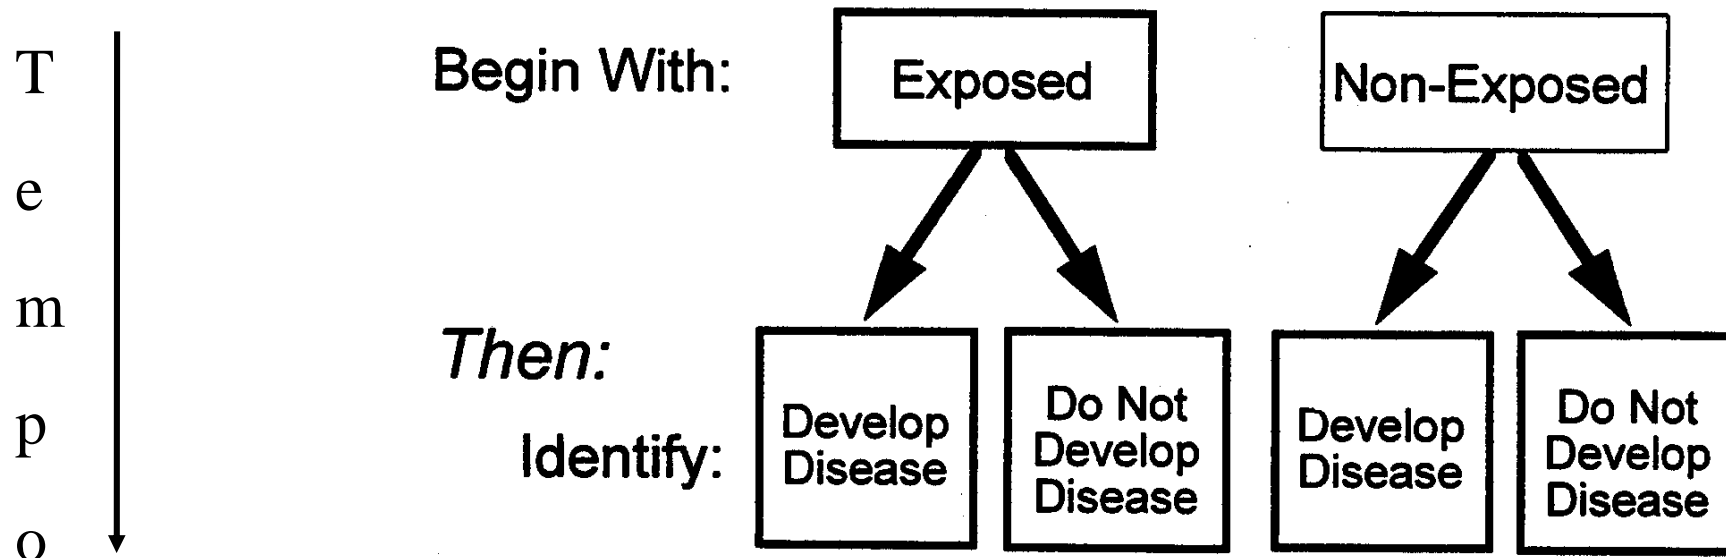 T
e
m
p
o
Begin With:
Exposed
Non-Exposed
Then:
Identify:
Develop
Disease
Do Not
Develop
Disease
Develop
Disease
Do Not
Develop
Disease